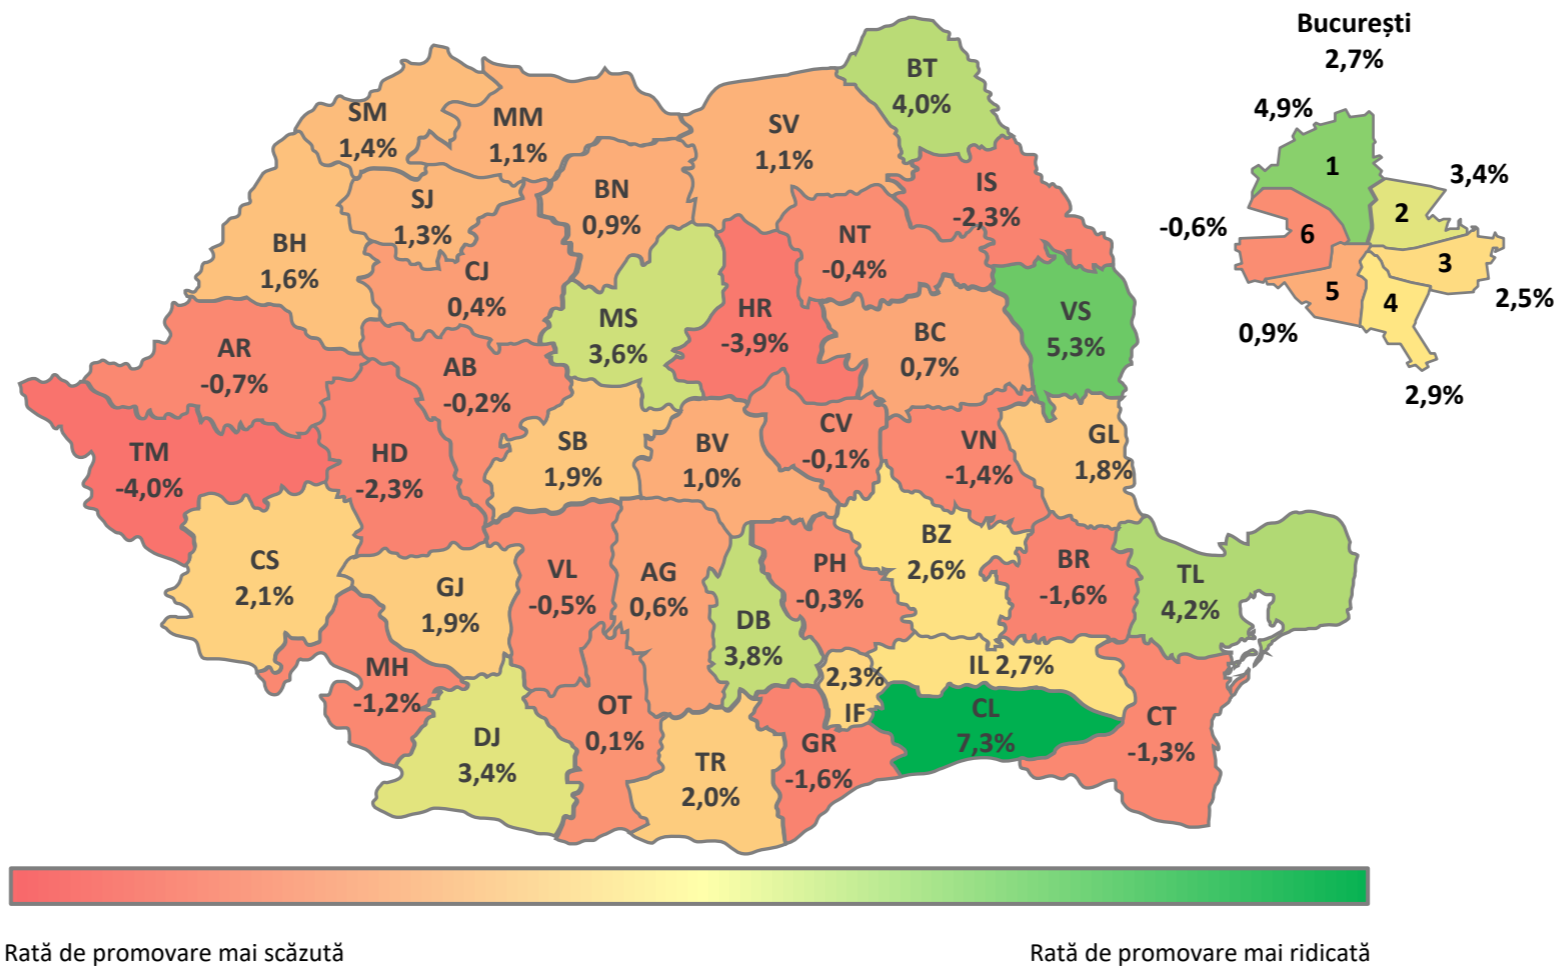 București
2,7%
BT
4,0%
4,9%
SM
1,4%
MM
1,1%
SV
1,1%
1
3,4%
IS
-2,3%
BN
0,9%
SJ
1,3%
2
-0,6%
6
NT
-0,4%
BH
1,6%
CJ
0,4%
3
2,5%
5
4
0,9%
2,9%
MS
3,6%
HR
-3,9%
BC
0,7%
VS
5,3%
AR
-0,7%
AB
-0,2%
TM
-4,0%
HD
-2,3%
SB
1,9%
BV
1,0%
CV
-0,1%
VN
-1,4%
GL
1,8%
CS
2,1%
GJ
1,9%
VL
-0,5%
AG
0,6%
DB
3,8%
PH
-0,3%
BZ
2,6%
BR
-1,6%
TL
4,2%
MH
-1,2%
2,3%
IF
IL 2,7%
CL
7,3%
CT
-1,3%
DJ
3,4%
OT
0,1%
TR
2,0%
GR
-1,6%
Rată de promovare mai scăzută
Rată de promovare mai ridicată